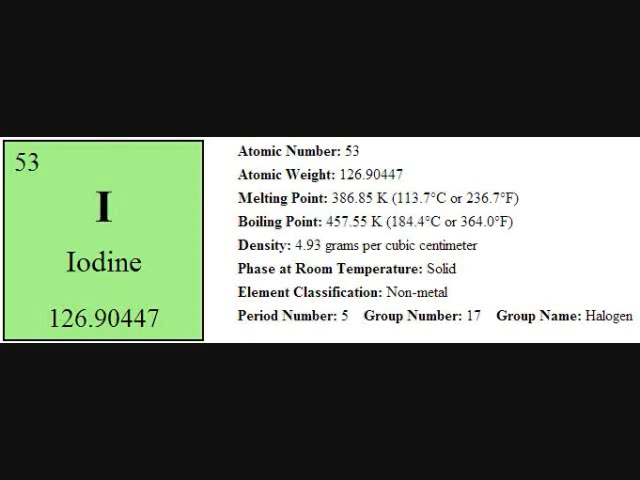 53
I
Iodine
126.90447
Atomic Number: 53
Atomic Weight: 126.90447
Melting Point: 386.85 K (113.7°C or 236.7°F)
Boiling Point: 457.55 K (184.4°C or 364.0°F)
Density: 4.93 grams per cubic centimeter
Phase at Room Temperature: Solid
Element Classification: Non-metal
Period Number: 5 Group Number: 17 Group Name: Halogen